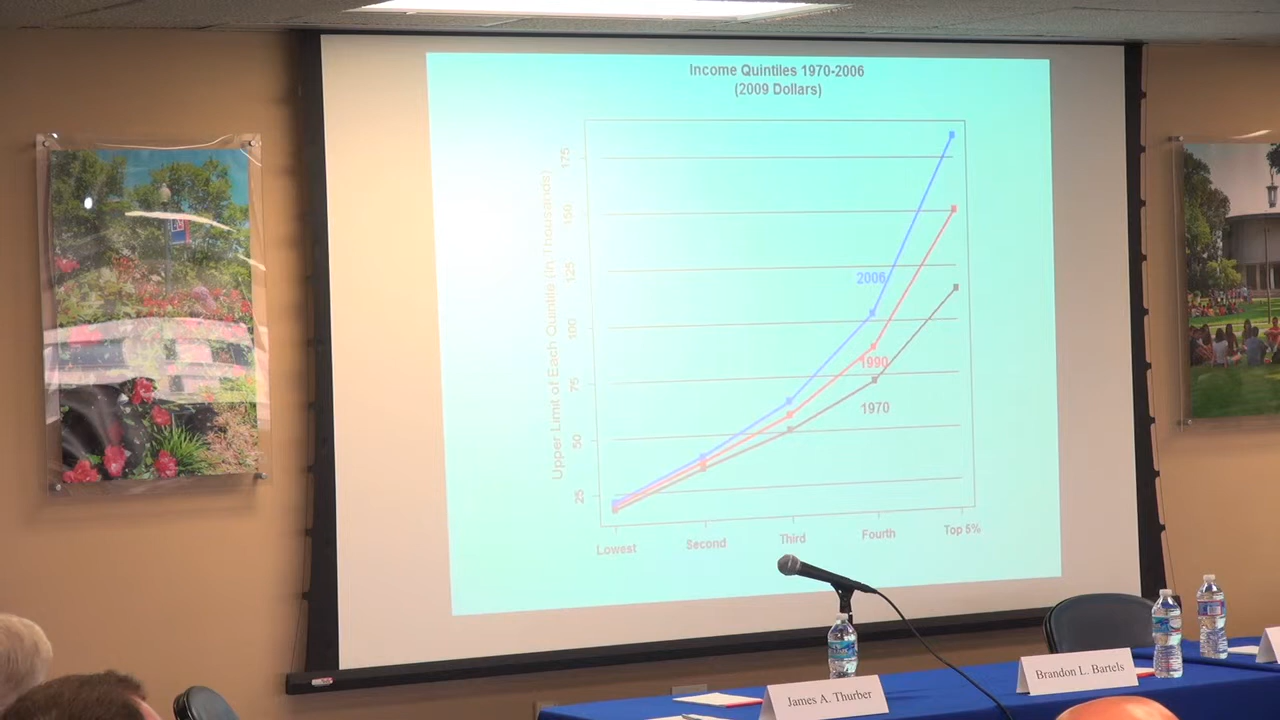 Income Quintiles 1970-2006
(2009 Dollars)
Upper Limit of Each Quintile (In Thousands)
175
150
125
100
75
50
25
2006
1990
1970
Lowest
Second
Third
Fourth
Top 5%
James A. Thurber
Brandon L. Bartels